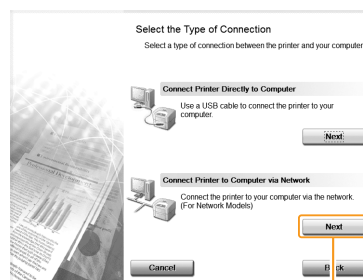 Select the Type of Connection
Select a type of connection between the printer and your computer
Connect Printer Directly to Computer
Use a USB cable to connect the printer to your
computer.
Next
Connect Printer to Computer via Network
Connect the printer to your computer via the network.
(For Network Models)
Next
Cancel
Back